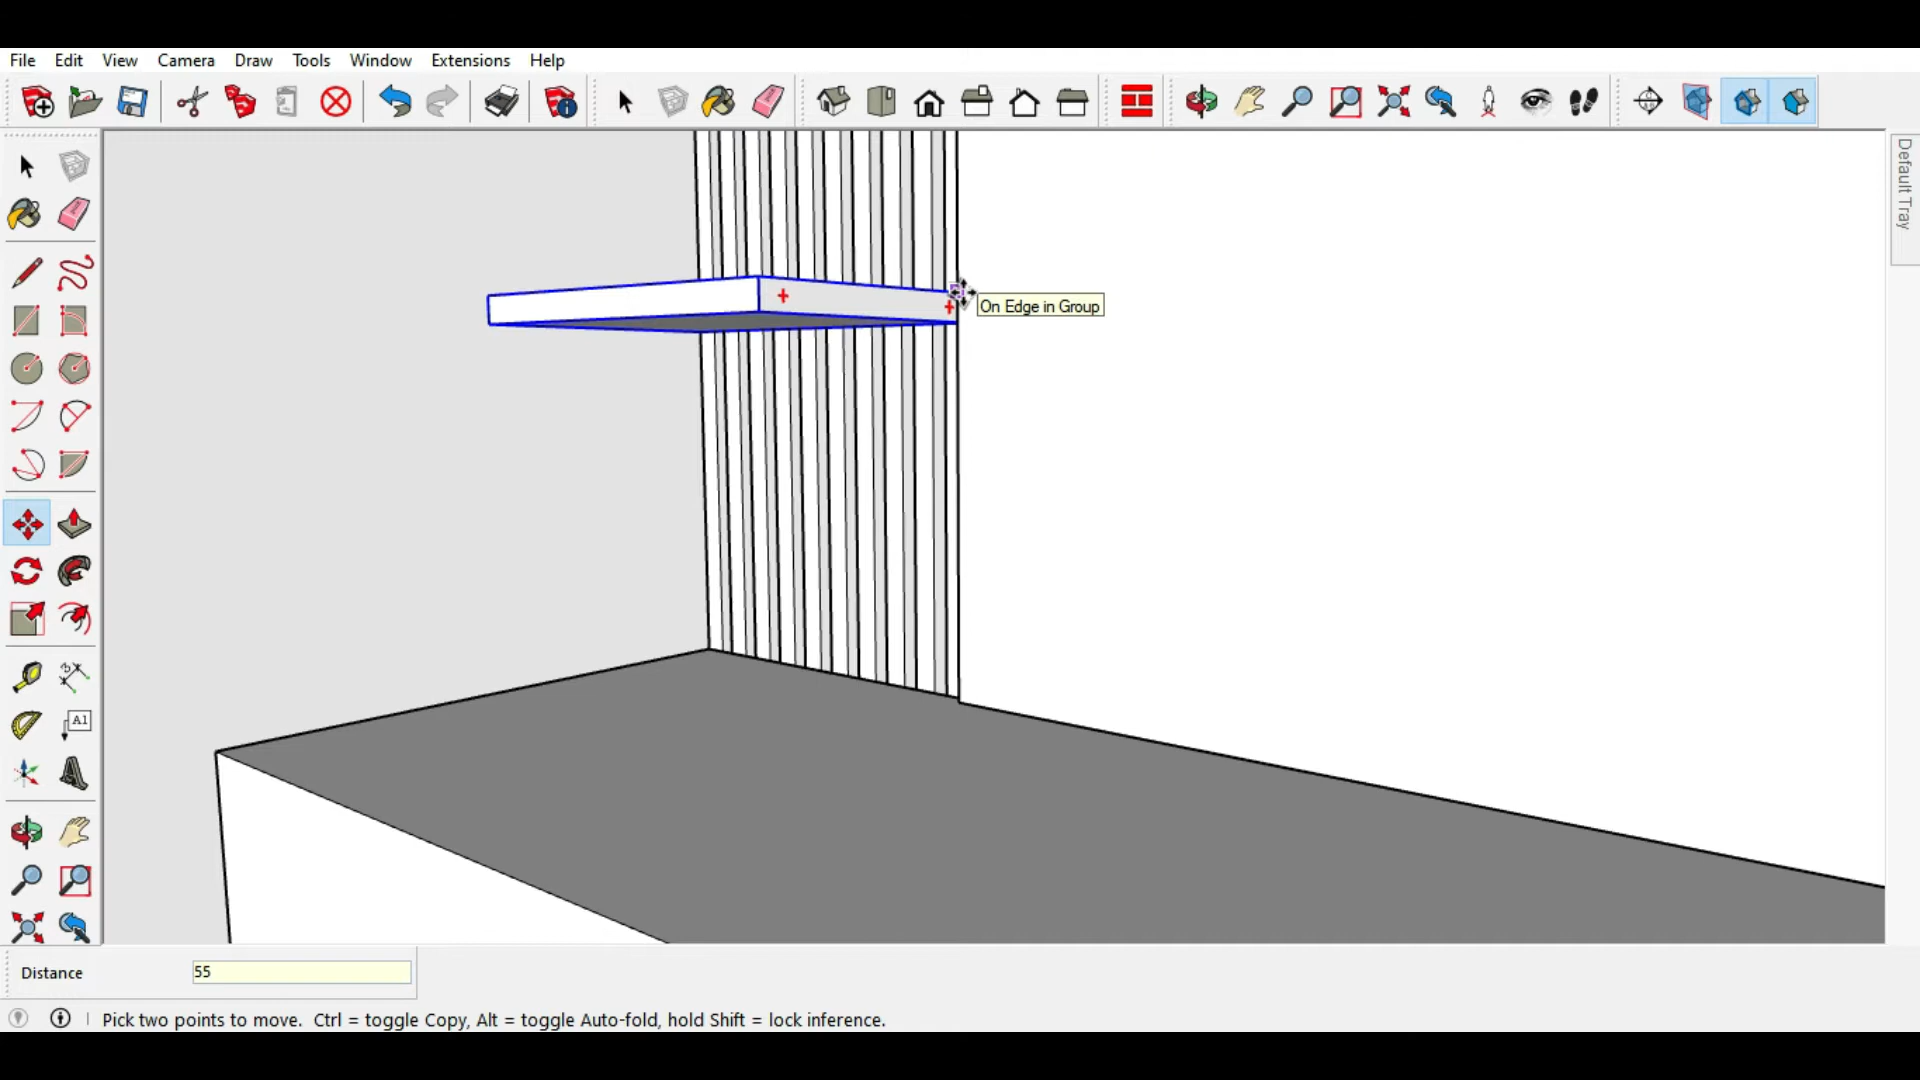 File Edit View Camera Draw Tools Window Extensions Help
Default Tray
On Edge in Group
A1
Distance 55
Pick two points to move. Ctrl = toggle Copy, Alt = toggle Auto-fold, hold Shift = lock inference.